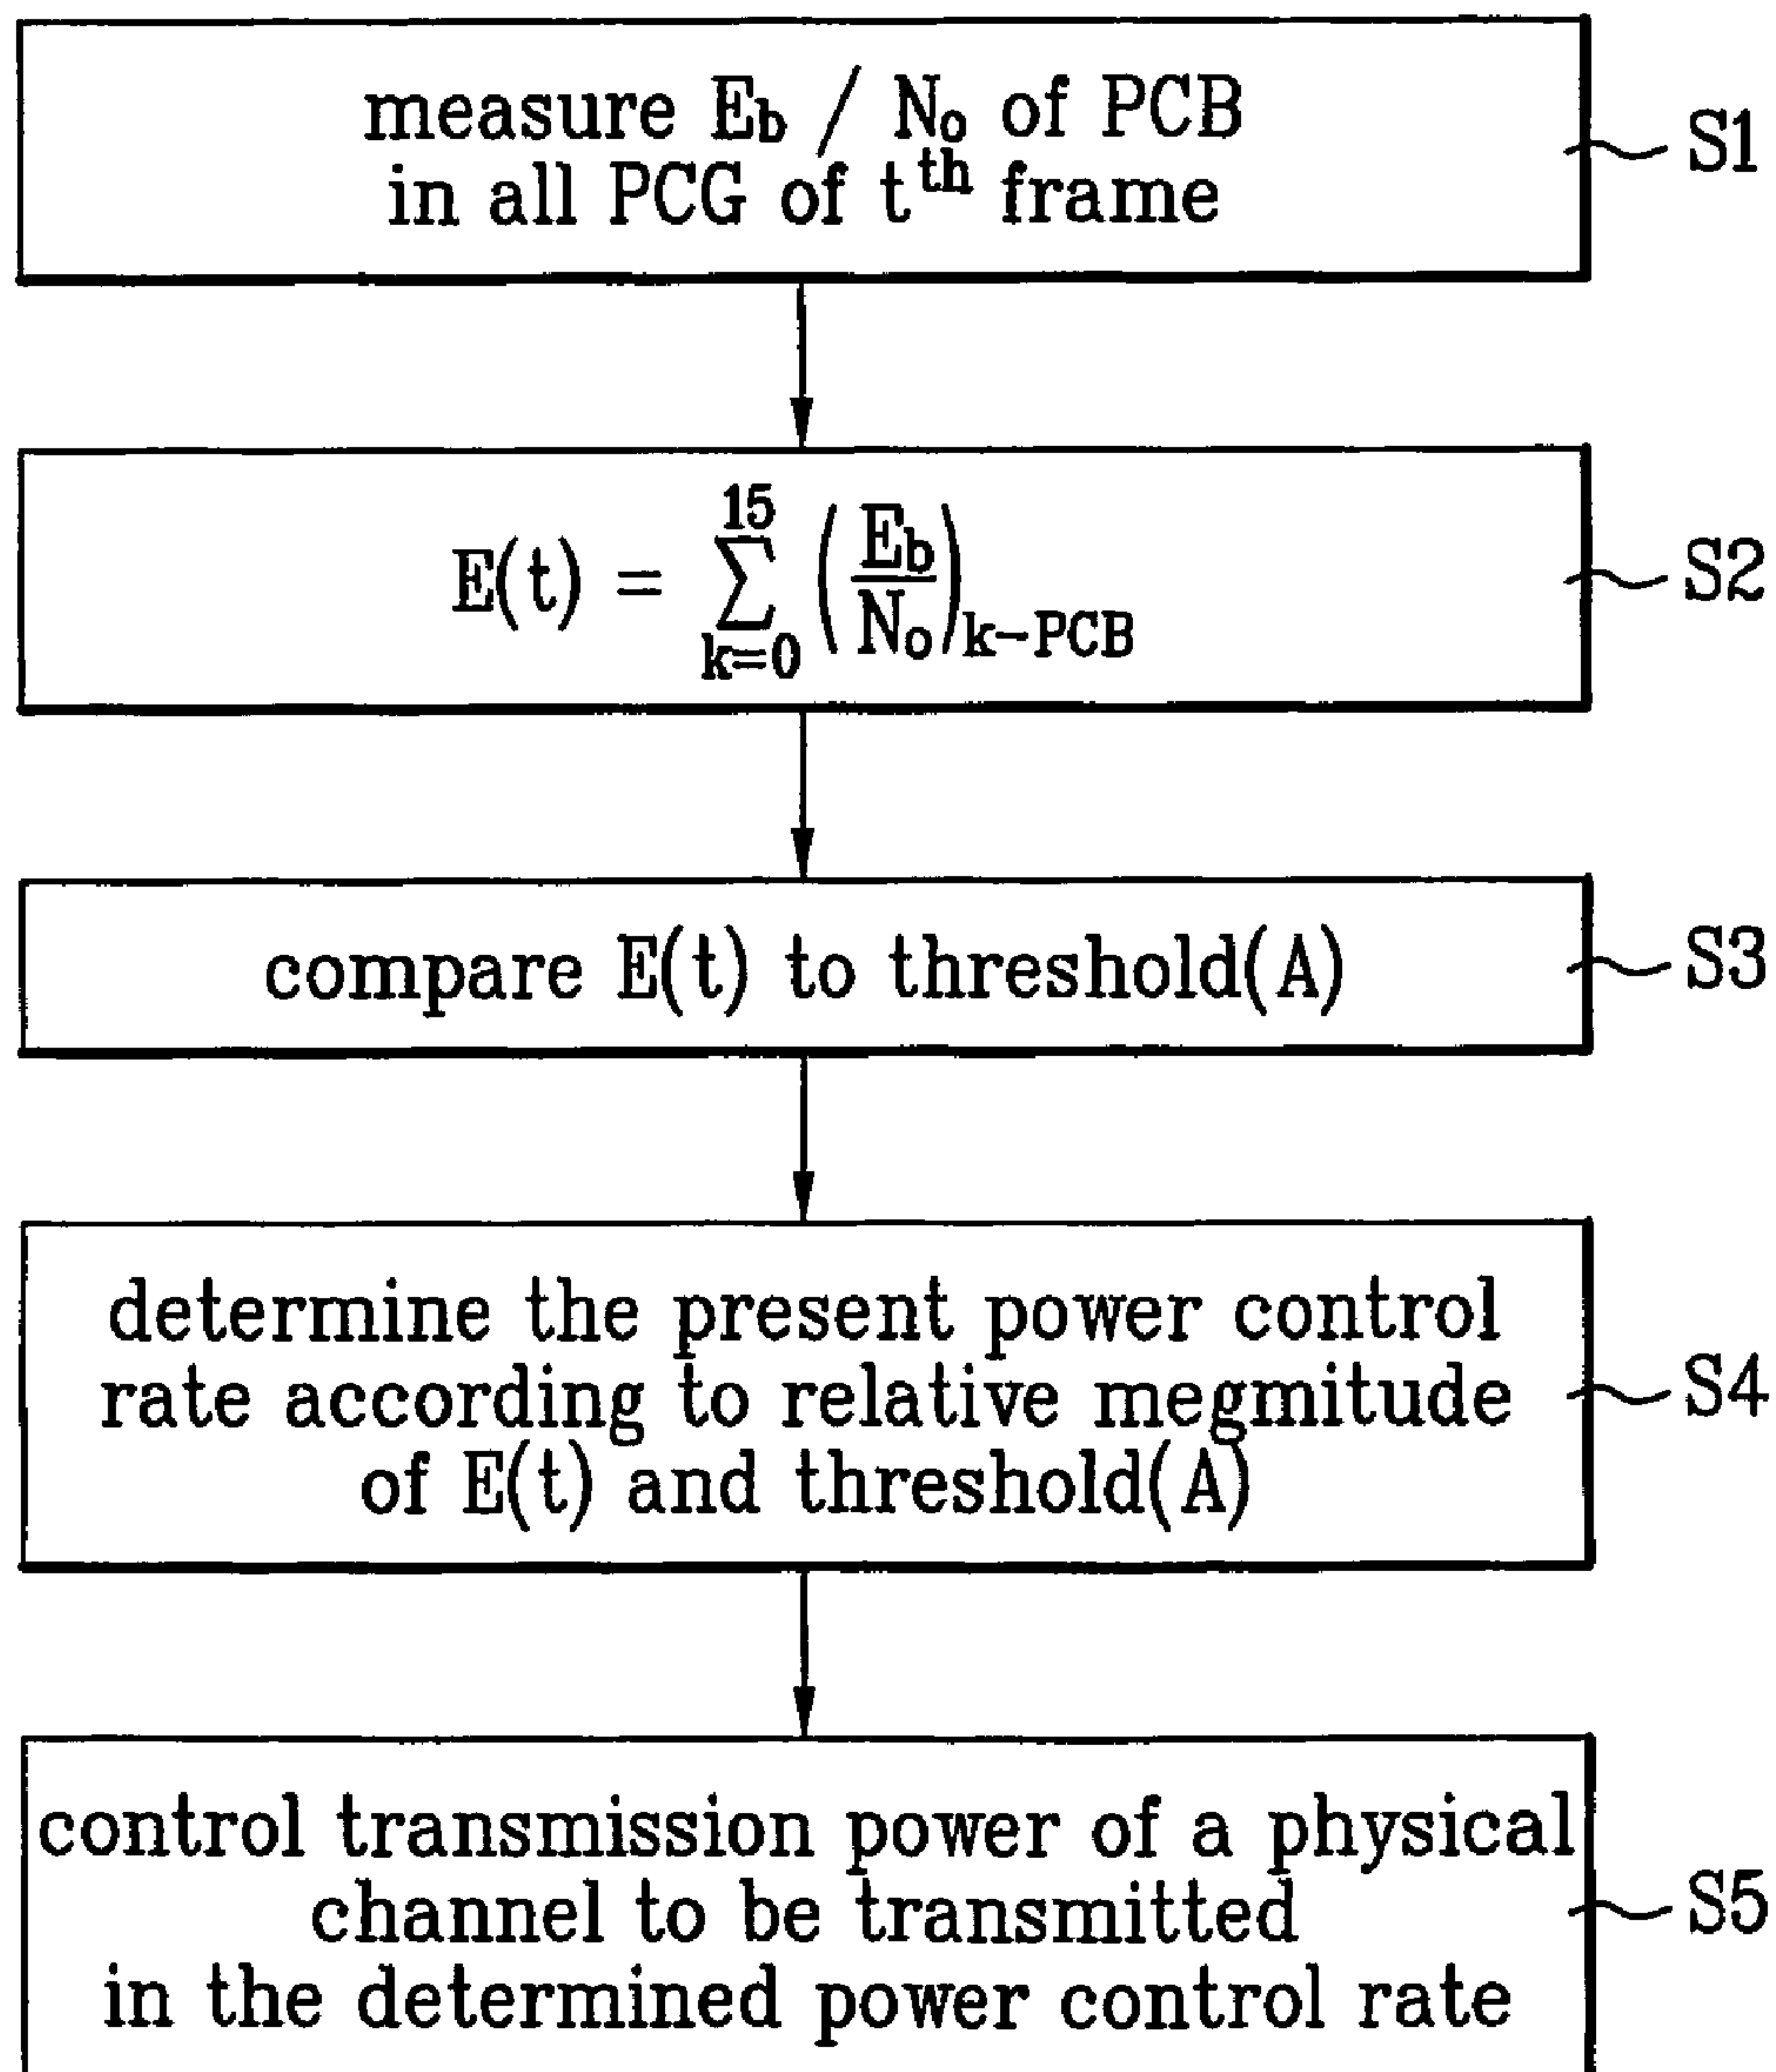 measure Eb / No of PCB
in all PCG of tth frame
S1
E(t) = 15∑k=0 (Eb/No)k-PCB
S2
compare E(t) to threshold(A)
S3
determine the present power control
rate according to relative megmitude
of E(t) and threshold(A)
S4
control transmission power of a physical
channel to be transmitted
in the determined power control rate
S5